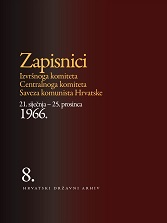 Zapisnici
Izvršnoga komiteta
Centralnoga komiteta
Saveza komunista Hrvatske
21. siječnja – 25. prosinca
1966.
8.
HRVATSKI DRŽAVNI ARHIV